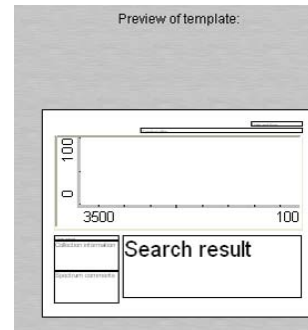 Preview of template:
100
0
3500 100
Search result
Collection information
Spectrum comments